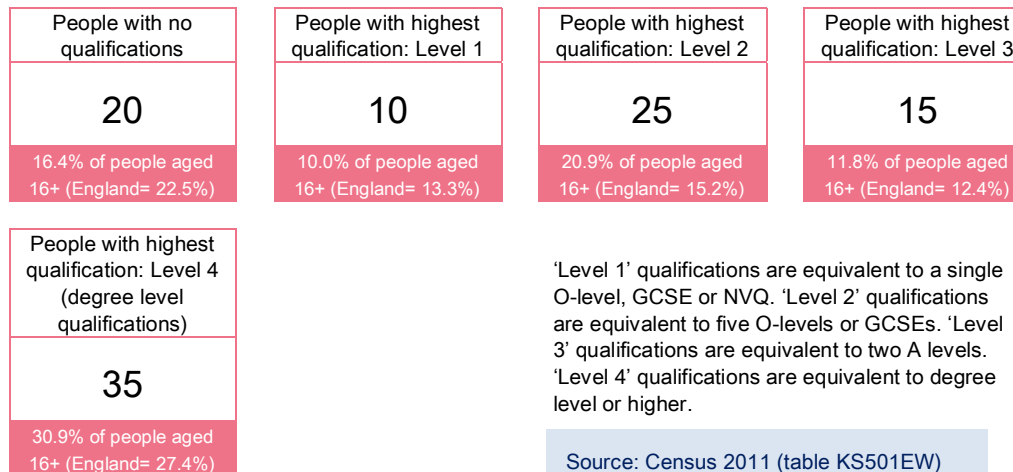 People with no
qualifications
20
16.4% of people aged
16+ (England= 22.5%)
People with highest
qualification: Level 1
10
10.0% of people aged
16+ (England= 13.3%)
People with highest
qualification: Level 2
25
20.9% of people aged
16+ (England= 15.2%)
People with highest
qualification: Level 3
15
11.8% of people aged
16+ (England= 12.4%)
People with highest
qualification: Level 4
(degree level
qualifications)
35
30.9% of people aged
16+ (England= 27.4%)
‘Level 1’ qualifications are equivalent to a single
O-level, GCSE or NVQ. ‘Level 2’ qualifications
are equivalent to five O-levels or GCSEs. ‘Level
3’ qualifications are equivalent to two A levels.
‘Level 4’ qualifications are equivalent to degree
level or higher.
Source: Census 2011 (table KS501EW)